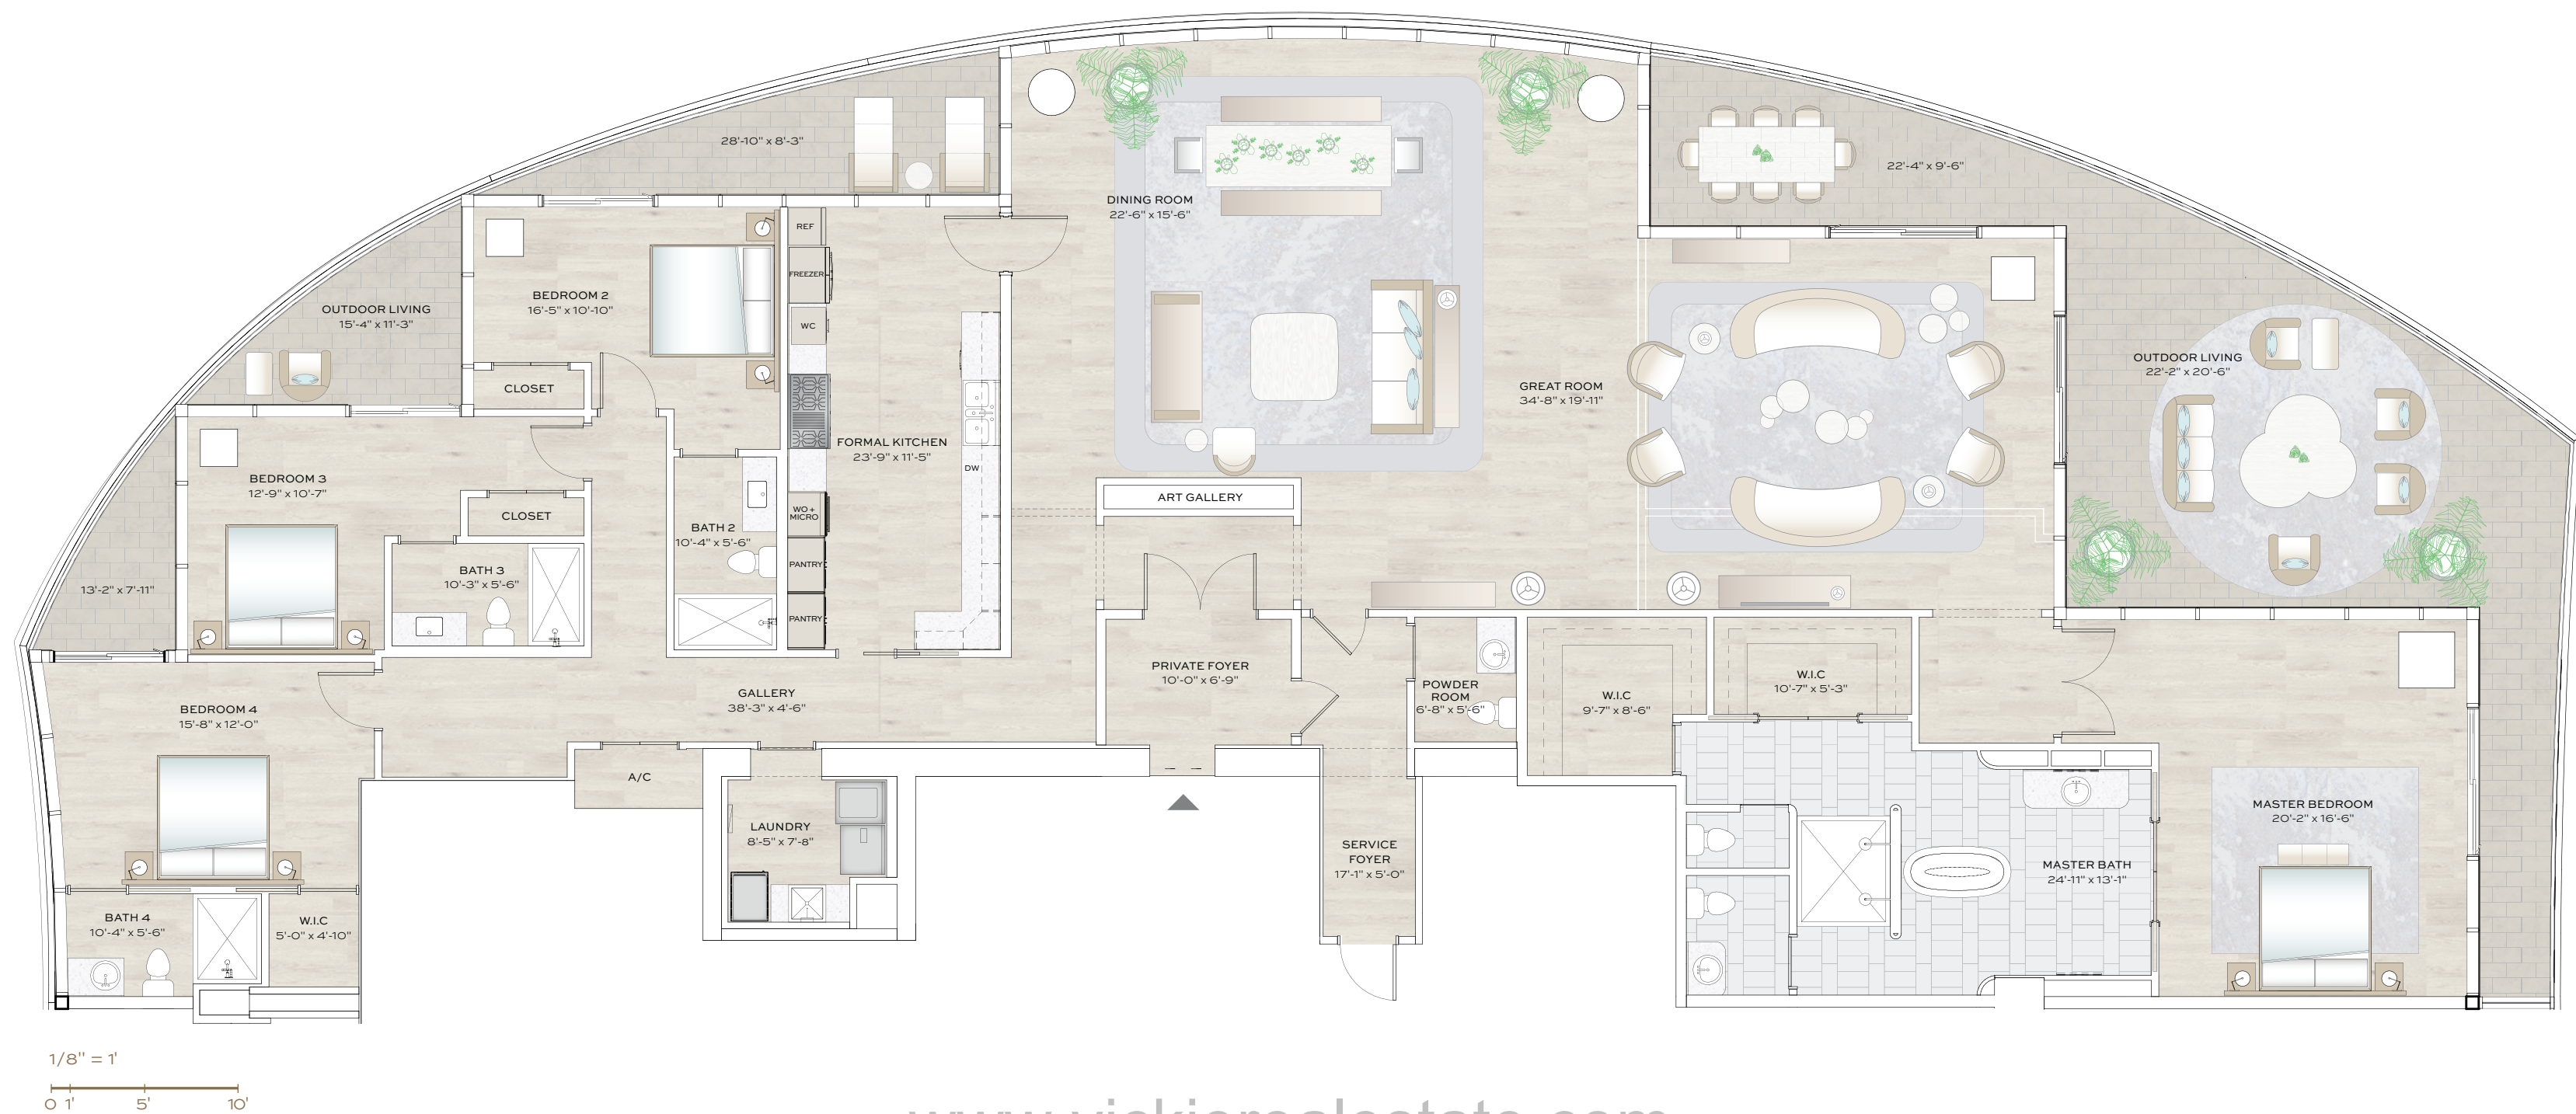 28'-10" x 8'-3"
22'-4" x 9'-6"
DINING ROOM
22'-6" x 15'-6"
REF
FREEZER
WC
BEDROOM 2
16'-5" x 10'-10"
OUTDOOR LIVING
15'-4" x 11'-3"
CLOSET
OUTDOOR LIVING
22'-2" x 20'-6"
GREAT ROOM
34'-8" x 19'-11"
FORMAL KITCHEN
23'-9" x 11'-5"
DW
BEDROOM 3
12'-9" x 10'-7"
CLOSET
ART GALLERY
WO +
MICRO
BATH 2
10'-4" x 5'-6"
PANTRY
PANTRY
BATH 3
10'-3" x 5'-6"
13'-2" x 7'-11"
PRIVATE FOYER
10'-0" x 6'-9"
POWDER
ROOM
6'-8" x 5'-6"
W.I.C
9'-7" x 8'-6"
W.I.C
10'-7" x 5'-3"
GALLERY
38'-3" x 4'-6"
BEDROOM 4
15'-8" x 12'-0"
A/C
LAUNDRY
8'-5" x 7'-8"
SERVICE
FOYER
17'-1" x 5'-0"
MASTER BEDROOM
20'-2" x 16'-6"
MASTER BATH
24'-11" x 13'-1"
BATH 4
10'-4" x 5'-6"
W.I.C
5'-0" x 4'-10"
1/8" = 1'
0 1' 5' 10'
www.vickierealestate.com